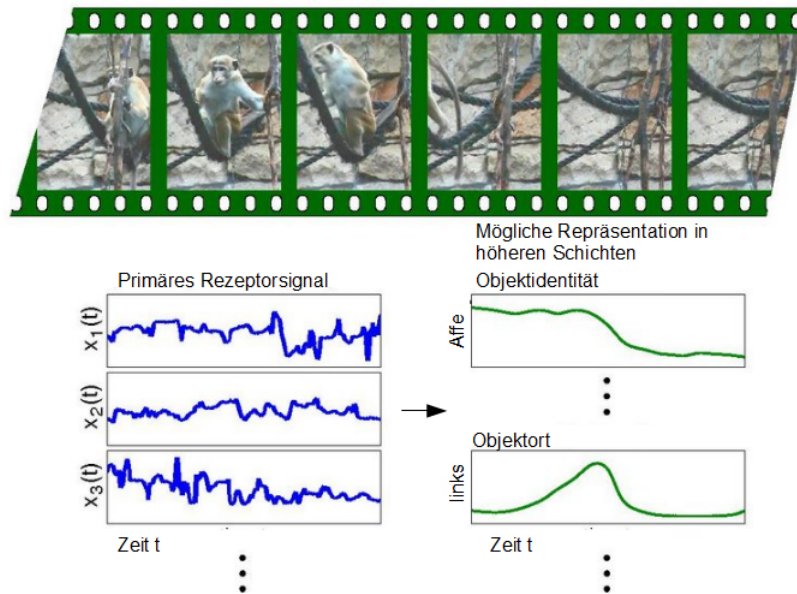 Mögliche Repräsentation in
höheren Schichten
Primäres Rezeptorsignal
Objektidentität
x1(t)
Affe
x2(t)
Objektort
x3(t)
links
Zeit t
Zeit t